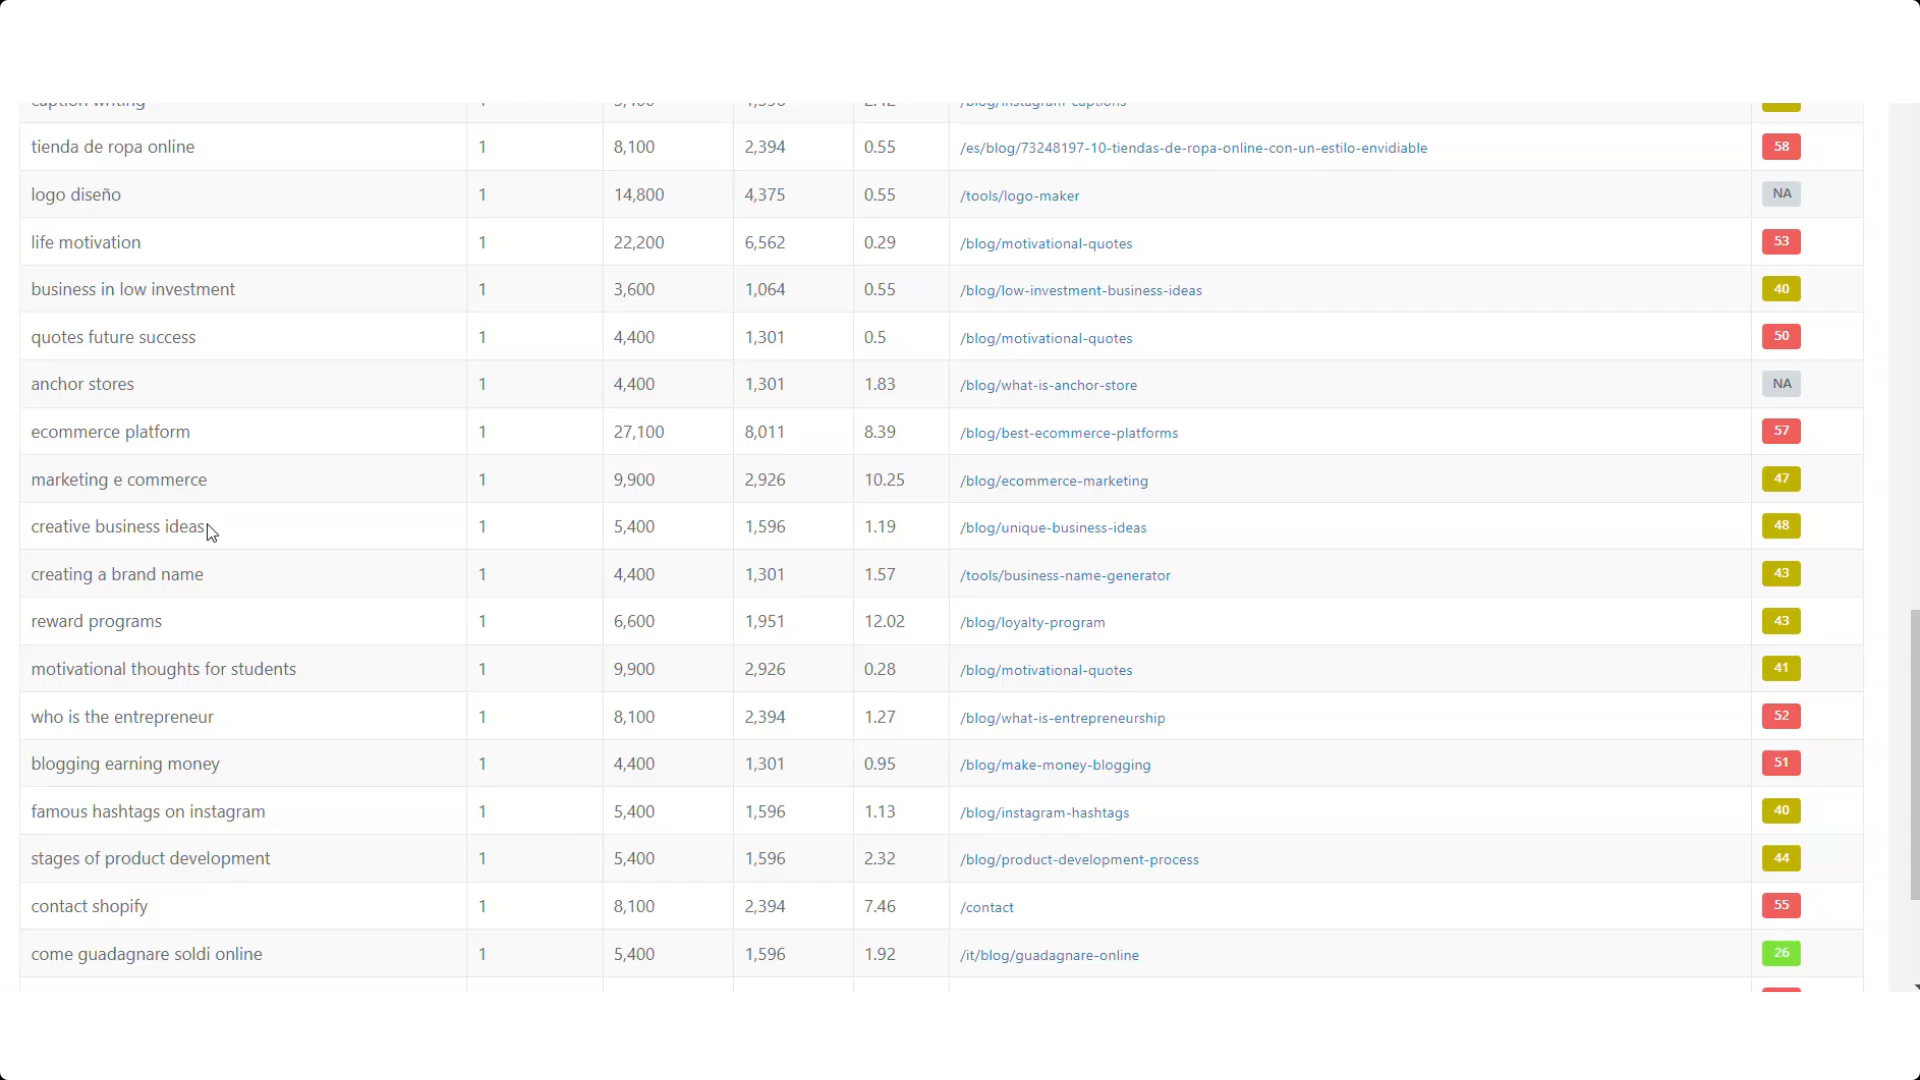 tienda de ropa online 1 8,100 2,394 0.55 /es/blog/73248197-10-tiendas-de-ropa-online-con-un-estilo-envidiable 58
logo diseño 1 14,800 4,375 0.55 /tools/logo-maker NA
life motivation 1 22,200 6,562 0.29 /blog/motivational-quotes 53
business in low investment 1 3,600 1,064 0.55 /blog/low-investment-business-ideas 40
quotes future success 1 4,400 1,301 0.5 /blog/motivational-quotes 50
anchor stores 1 4,400 1,301 1.83 /blog/what-is-anchor-store NA
ecommerce platform 1 27,100 8,011 8.39 /blog/best-ecommerce-platforms 57
marketing e commerce 1 9,900 2,926 10.25 /blog/ecommerce-marketing 47
creative business ideas 1 5,400 1,596 1.19 /blog/unique-business-ideas 48
creating a brand name 1 4,400 1,301 1.57 /tools/business-name-generator 43
reward programs 1 6,600 1,951 12.02 /blog/loyalty-program 43
motivational thoughts for students 1 9,900 2,926 0.28 /blog/motivational-quotes 41
who is the entrepreneur 1 8,100 2,394 1.27 /blog/what-is-entrepreneurship 52
blogging earning money 1 4,400 1,301 0.95 /blog/make-money-blogging 51
famous hashtags on instagram 1 5,400 1,596 1.13 /blog/instagram-hashtags 40
stages of product development 1 5,400 1,596 2.32 /blog/product-development-process 44
contact shopify 1 8,100 2,394 7.46 /contact 55
come guadagnare soldi online 1 5,400 1,596 1.92 /it/blog/guadagnare-online 26